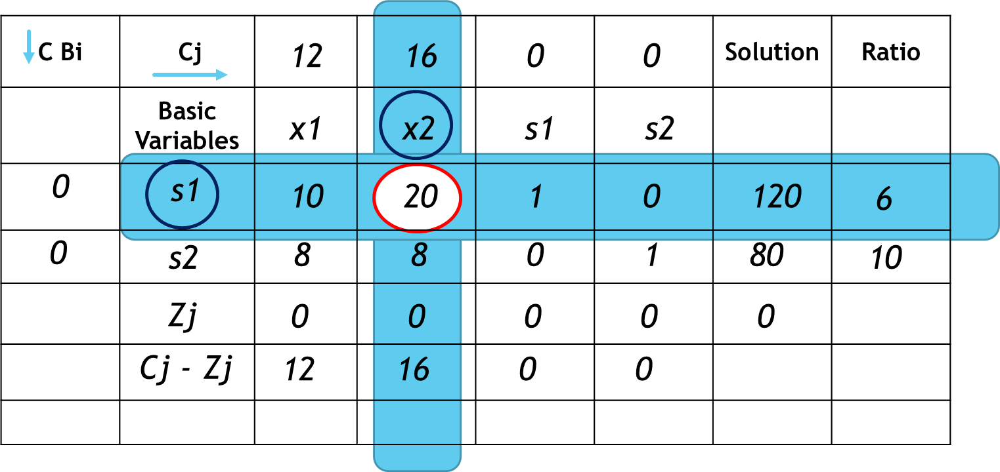 C Bi Cj 12 16 0 0 Solution Ratio
Basic
Variables x1 x2 s1 s2
0 s1 10 20 1 0 120 6
0 s2 8 8 0 1 80 10
Zj 0 0 0 0 0
Cj - Zj 12 16 0 0